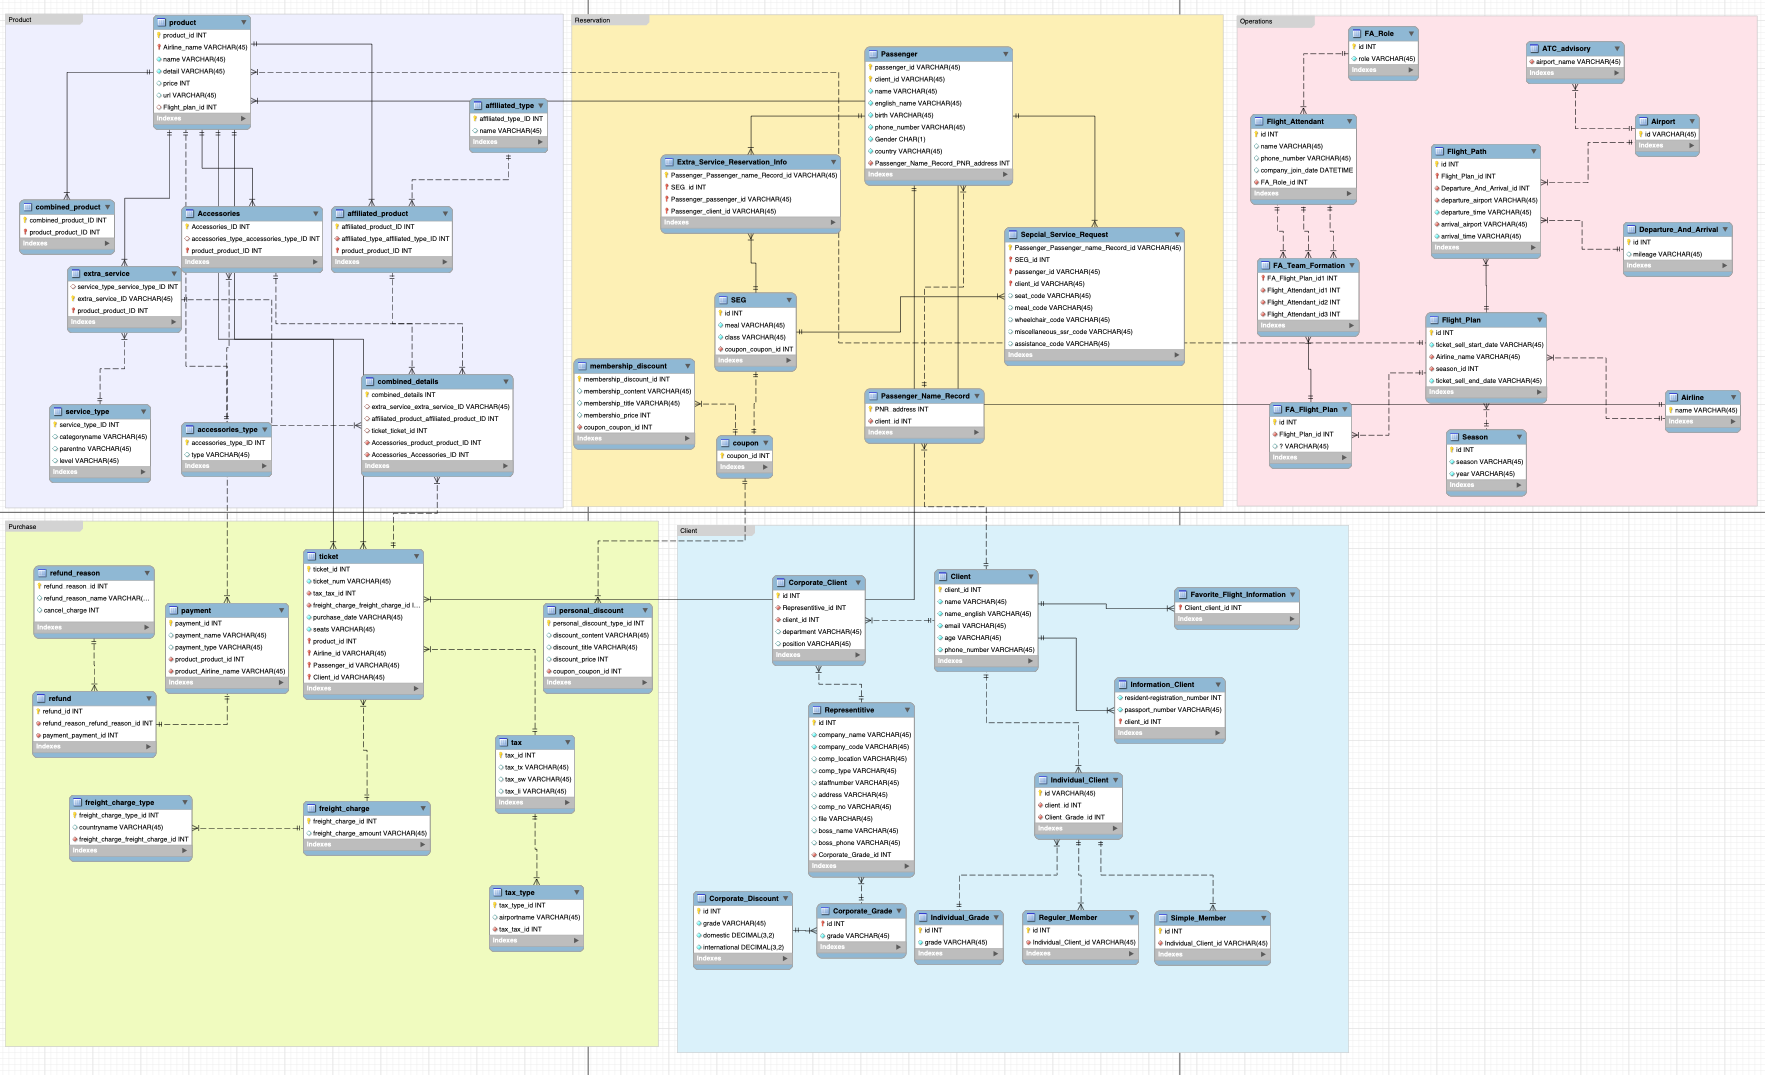 Product
product
product_id INT
Airline_name VARCHAR(45)
name VARCHAR(45)
detail VARCHAR(45)
price INT
url VARCHAR(45)
Flight_plan_id INT
Indexes
affiliated_type
affiliated_type_ID INT
name VARCHAR(45)
Indexes
combined_product
combined_product_ID INT
product_product_ID INT
Indexes
Accessories
Accessories_ID INT
accessories_type_accessories_type_ID INT
product_product_ID INT
Indexes
affiliated_product
affiliated_product_ID INT
affiliated_type_affiliated_type_ID INT
product_product_ID INT
Indexes
extra_service
service_type_service_type_ID INT
extra_service_ID VARCHAR(45)
product_product_ID INT
Indexes
service_type
service_type_ID INT
categoryname VARCHAR(45)
parentno VARCHAR(45)
level VARCHAR(45)
Indexes
accessories_type
accessories_type_ID INT
type VARCHAR(45)
Indexes
combined_details
combined_details INT
extra_service_extra_service_ID VARCHAR(45)
affiliated_product_affiliated_product_ID INT
ticket_ticket_id INT
Accessories_product_product_ID INT
Accessories_Accessories_ID INT
Indexes
Reservation
Passenger
passenger_id VARCHAR(45)
client_id VARCHAR(45)
name VARCHAR(45)
english_name VARCHAR(45)
birth VARCHAR(45)
phone_number VARCHAR(45)
Gender CHAR(1)
country VARCHAR(45)
Passenger_Name_Record_PNR_address INT
Indexes
Extra_Service_Reservation_Info
Passenger_Passenger_name_Record_id VARCHAR(45)
SEG_id INT
Passenger_passenger_id VARCHAR(45)
Passenger_client_id VARCHAR(45)
Indexes
Sepcial_Service_Request
Passenger_Passenger_name_Record_id VARCHAR(45)
SEG_id INT
passenger_id VARCHAR(45)
client_id VARCHAR(45)
seat_code VARCHAR(45)
meal_code VARCHAR(45)
wheelchair_code VARCHAR(45)
miscellaneous_ssr_code VARCHAR(45)
assistance_code VARCHAR(45)
Indexes
SEG
id INT
meal VARCHAR(45)
class VARCHAR(45)
coupon_coupon_id INT
Indexes
membership_discount
membership_discount_id INT
membership_content VARCHAR(45)
membership_title VARCHAR(45)
membershio_price INT
coupon_coupon_id INT
Indexes
coupon
coupon_id INT
Indexes
Passenger_Name_Record
PNR_address INT
client_id INT
Indexes
Operations
FA_Role
id INT
role VARCHAR(45)
Indexes
ATC_advisory
airport_name VARCHAR(45)
Indexes
Flight_Attendant
id INT
name VARCHAR(45)
phone_number VARCHAR(45)
company_join_date DATETIME
FA_Role_id INT
Indexes
Airport
id VARCHAR(45)
Indexes
Flight_Path
id INT
Flight_Plan_id INT
Departure_And_Arrival_id INT
departure_airport VARCHAR(45)
departure_time VARCHAR(45)
arrival_airport VARCHAR(45)
arrival_time VARCHAR(45)
Indexes
Departure_And_Arrival
id INT
mileage VARCHAR(45)
Indexes
FA_Team_Formation
FA_Flight_Plan_id1 INT
Flight_Attendant_id1 INT
Flight_Attendant_id2 INT
Flight_Attendant_id3 INT
Indexes
Flight_Plan
id INT
ticket_sell_start_date VARCHAR(45)
Airline_name VARCHAR(45)
season_id INT
ticket_sell_end_date VARCHAR(45)
Indexes
FA_Flight_Plan
id INT
Flight_Plan_id INT
? VARCHAR(45)
Indexes
Airline
name VARCHAR(45)
Indexes
Season
id INT
season VARCHAR(45)
year VARCHAR(45)
Indexes
Purchase
refund_reason
refund_reason_id INT
refund_reason_name VARCHAR(...
cancel_charge INT
Indexes
payment
payment_id INT
payment_name VARCHAR(45)
payment_type VARCHAR(45)
product_product_id INT
product_Airline_name VARCHAR(45)
Indexes
ticket
ticket_id INT
ticket_num VARCHAR(45)
tax_tax_id INT
freight_charge_freight_charge_id I...
purchase_date VARCHAR(45)
seats VARCHAR(45)
product_id INT
Airline_id VARCHAR(45)
Passenger_id VARCHAR(45)
Client_id VARCHAR(45)
Indexes
personal_discount
personal_discount_type_id INT
discount_content VARCHAR(45)
discount_title VARCHAR(45)
discount_price INT
coupon_coupon_id INT
Indexes
refund
refund_id INT
refund_reason_refund_reason_id INT
payment_payment_id INT
Indexes
tax
tax_id INT
tax_tx VARCHAR(45)
tax_sw VARCHAR(45)
tax_li VARCHAR(45)
Indexes
freight_charge_type
freight_charge_type_id INT
countryname VARCHAR(45)
freight_charge_freight_charge_id INT
Indexes
freight_charge
freight_charge_id INT
freight_charge_amount VARCHAR(45)
Indexes
tax_type
tax_type_id INT
airportname VARCHAR(45)
tax_tax_id INT
Indexes
Client
Corporate_Client
id INT
Representitive_id INT
client_id INT
department VARCHAR(45)
position VARCHAR(45)
Indexes
Client
client_id INT
name VARCHAR(45)
name_english VARCHAR(45)
email VARCHAR(45)
age VARCHAR(45)
phone_number VARCHAR(45)
Indexes
Favorite_Flight_Information
Client_client_id INT
Indexes
Information_Client
resident-registration_number INT
passport_number VARCHAR(45)
client_id INT
Indexes
Representitive
id INT
company_name VARCHAR(45)
company_code VARCHAR(45)
comp_location VARCHAR(45)
comp_type VARCHAR(45)
staffnumber VARCHAR(45)
address VARCHAR(45)
comp_no VARCHAR(45)
file VARCHAR(45)
boss_name VARCHAR(45)
boss_phone VARCHAR(45)
Corporate_Grade_id INT
Indexes
Individual_Client
id VARCHAR(45)
client_id INT
Client_Grade_id INT
Indexes
Corporate_Discount
id INT
grade VARCHAR(45)
domestic DECIMAL(3,2)
international DECIMAL(3,2)
Indexes
Corporate_Grade
id INT
grade VARCHAR(45)
Indexes
Individual_Grade
id INT
grade VARCHAR(45)
Indexes
Reguler_Member
id INT
Individual_Client_id VARCHAR(45)
Indexes
Simple_Member
id INT
Individual_Client_id VARCHAR(45)
Indexes